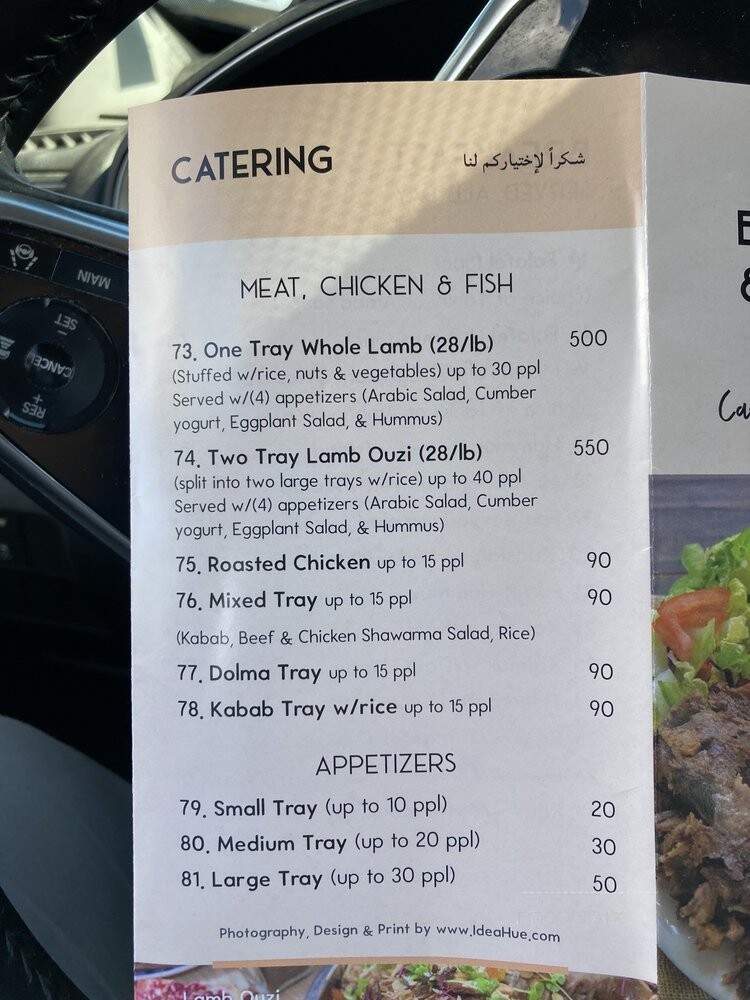 CATERING
شكراً لإختياركم لنا
MEAT, CHICKEN & FISH
73. One Tray Whole Lamb (28/lb) 500
(Stuffed w/rice, nuts & vegetables) up to 30 ppl
Served w/(4) appetizers (Arabic Salad, Cumber
yogurt, Eggplant Salad, & Hummus)
74. Two Tray Lamb Ouzi (28/lb) 550
(split into two large trays w/rice) up to 40 ppl
Served w/(4) appetizers (Arabic Salad, Cumber
yogurt, Eggplant Salad, & Hummus)
75. Roasted Chicken up to 15 ppl 90
76. Mixed Tray up to 15 ppl 90
(Kabab, Beef & Chicken Shawarma Salad, Rice)
77. Dolma Tray up to 15 ppl 90
78. Kabab Tray w/rice up to 15 ppl 90
APPETIZERS
79. Small Tray (up to 10 ppl) 20
80. Medium Tray (up to 20 ppl) 30
81. Large Tray (up to 30 ppl) 50
Photography, Design & Print by www.IdeaHue.com
Lamb Ouzi
&
MAIN
SET
CANCEL
RES
+